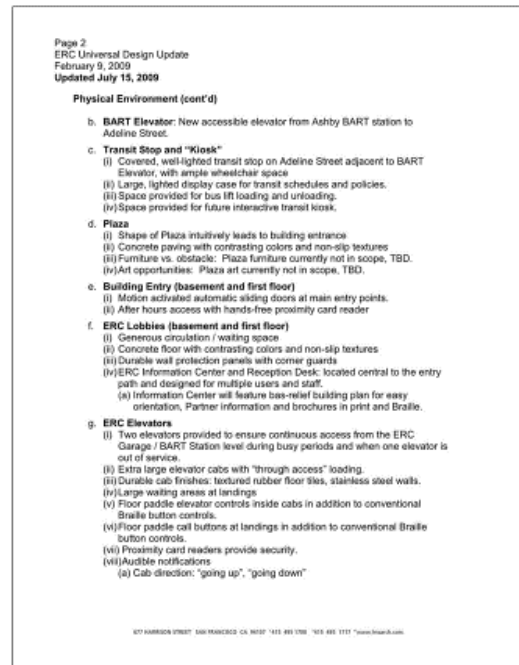 Page 2
ERC Universal Design Update
February 9, 2009
Updated July 15, 2009
Physical Environment (cont'd)
b. BART Elevator: New accessible elevator from Ashby BART station to
Adeline Street.
c. Transit Stop and "Kiosk"
(i) Covered, well-lighted transit stop on Adeline Street adjacent to BART
Elevator, with ample wheelchair space
(ii) Large, lighted display case for transit schedules and policies.
(iii) Space provided for bus lift loading and unloading.
(iv) Space provided for future interactive transit kiosk.
d. Plaza
(i) Shape of Plaza intuitively leads to building entrance
(ii) Concrete paving with contrasting colors and non-slip textures
(iii) Furniture vs. obstacle: Plaza furniture currently not in scope, TBD.
(iv) Art opportunities: Plaza art currently not in scope, TBD.
e. Building Entry (basement and first floor)
(i) Motion activated automatic sliding doors at main entry points.
(ii) After hours access with hands-free proximity card reader
f. ERC Lobbies (basement and first floor)
(i) Generous circulation / waiting space
(ii) Concrete floor with contrasting colors and non-slip textures
(iii) Durable wall protection panels with corner guards
(iv) ERC Information Center and Reception Desk: located central to the entry
path and designed for multiple users and staff.
(a) Information Center will feature bas-relief building plan for easy
orientation, Partner information and brochures in print and Braille.
g. ERC Elevators
(i) Two elevators provided to ensure continuous access from the ERC
Garage / BART Station level during busy periods and when one elevator is
out of service.
(ii) Extra large elevator cabs with "through access" loading.
(iii) Durable cab finishes: textured rubber floor tiles, stainless steel walls.
(iv) Large waiting areas at landings
(v) Floor paddle elevator controls inside cabs in addition to conventional
Braille button controls.
(vi) Floor paddle call buttons at landings in addition to conventional Braille
button controls.
(vii) Proximity card readers provide security.
(viii) Audible notifications
(a) Cab direction: "going up", "going down"
HARRISON STREET SAN FRANCISCO CA